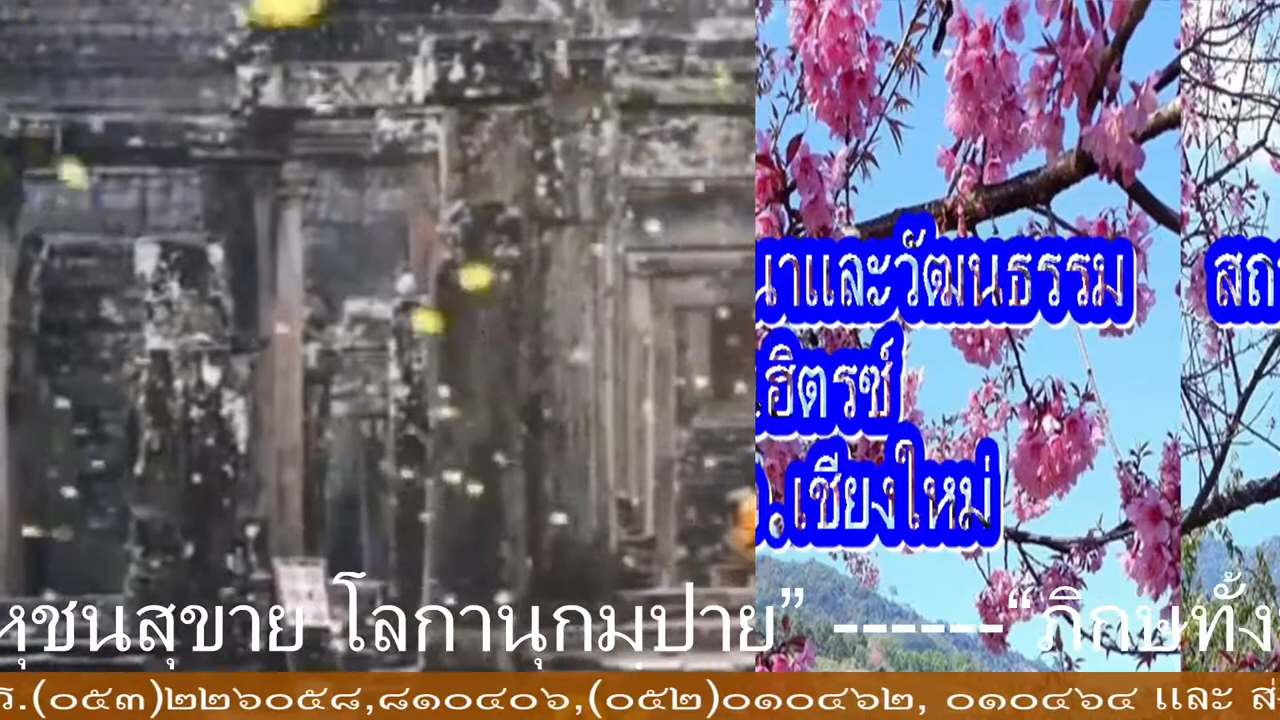 นาและวัฒนธรรม
ฮิตรซ์
จ.เชียงใหม่
หุชนสุขาย โลกานุกมฺปาย” ------ “ภิกษุทั้ง
ร.(๐๕๓)๒๒๖๐๕๘,๘๑๐๔๐๖,(๐๕๒)๐๑๐๔๖๒, ๐๑๐๔๖๔ และ ส่